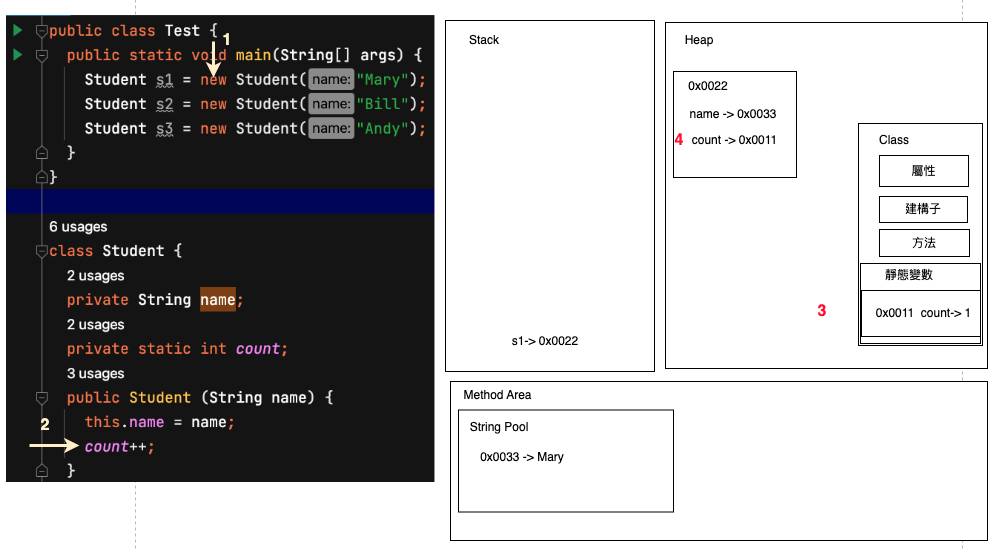 public class Test {
1
public static void main(String[] args) {
Student s1 = new Student( name: "Mary");
Student s2 = new Student( name: "Bill");
Student s3 = new Student( name: "Andy");
}
}
6 usages
class Student {
2 usages
private String name;
2 usages
private static int count;
3 usages
public Student (String name) {
2
this.name = name;
count++;
}
Stack
s1-> 0x0022
Heap
0x0022
name -> 0x0033
4 count -> 0x0011
Class
屬性
建構子
方法
靜態變數
3
0x0011 count-> 1
Method Area
String Pool
0x0033 -> Mary